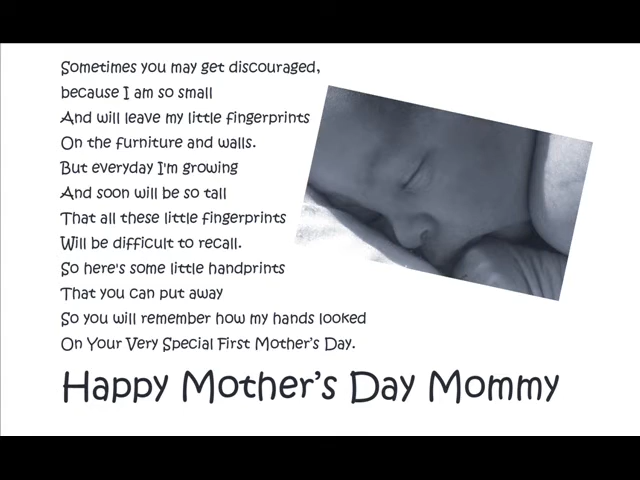 Sometimes you may get discouraged,
because I am so small
And will leave my little fingerprints
On the furniture and walls.
But everyday I'm growing
And soon will be so tall
That all these little fingerprints
Will be difficult to recall.
So here's some little handprints
That you can put away
So you will remember how my hands looked
On Your Very Special First Mother's Day.
Happy Mother's Day Mommy